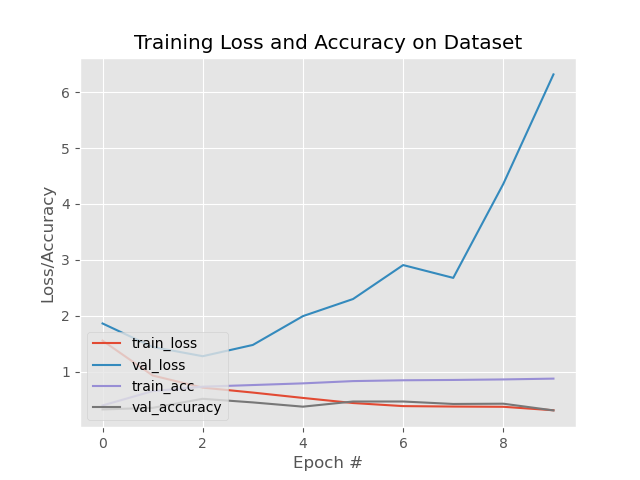 Training Loss and Accuracy on Dataset
Loss/Accuracy
6
5
4
3
2
1
train_loss
val_loss
train_acc
val_accuracy
0 2 4 6 8
Epoch #